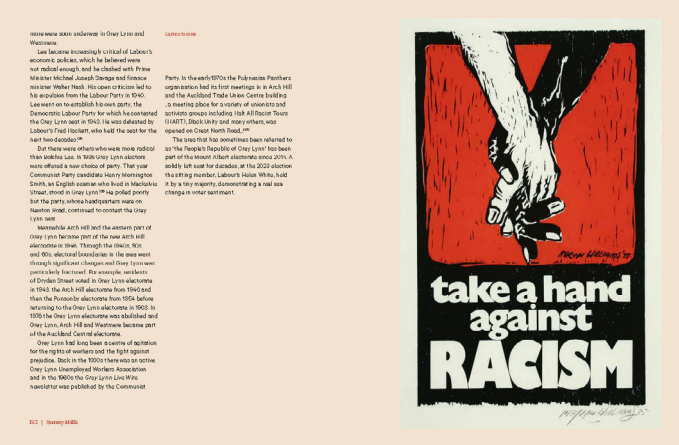 more were soon underway in Grey Lynn and
Westmere.
Lee became increasingly critical of Labour's
economic policies, which he believed were
not radical enough, and he clashed with Prime
Minister Michael Joseph Savage and finance
minister Walter Nash. His open criticism led to
his expulsion from the Labour Party in 1940.
Lee went on to establish his own party, the
Democratic Labour Party for which he contested
the Grey Lynn seat in 1943. He was defeated by
Labour's Fred Hackett, who held the seat for the
next two decades.
But there were others who were more radical
than Bolshie Lee. In 1935 Grey Lynn electors
were offered a new choice of party. That year
Communist Party candidate Henry Mornington
Smith, an English seaman who lived in Mackelvie
Street, stood in Grey Lynn. He polled poorly
but the party, whose headquarters were on
Newton Road, continued to contest the Grey
Lynn seat.
Meanwhile Arch Hill and the eastern part of
Grey Lynn became part of the new Arch Hill
electorate in 1946. Through the 1940s, 50s
and 60s, electoral boundaries in the area went
through significant changes and Grey Lynn was
particularly fractured. For example, residents
of Dryden Street voted in Grey Lynn electorate
in 1943, the Arch Hill electorate from 1946 and
then the Ponsonby electorate from 1954 before
returning to the Grey Lynn electorate in 1963. In
1978 the Grey Lynn electorate was abolished and
Grey Lynn, Arch Hill and Westmere became part
of the Auckland Central electorate.
Grey Lynn had long been a centre of agitation
for the rights of workers and the fight against
prejudice. Back in the 1930s there was an active
Grey Lynn Unemployed Workers Association
and in the 1960s the Grey Lynn Live Wire
newsletter was published by the Communist
Caption to come
Party. In the early 1970s the Polynesian Panthers
organisation had its first meetings in in Arch Hill
and the Auckland Trade Union Centre building
, a meeting place for a variety of unionists and
activists groups including Halt All Racist Tours
(HART), Black Unity and many others, was
opened on Great North Road.
The area that has sometimes been referred to
as 'the People's Republic of Grey Lynn' has been
part of the Mount Albert electorate since 2014. A
solidly left seat for decades, at the 2023 election
the sitting member, Labour's Helen White, held
it by a tiny majority, demonstrating a real sea
change in voter sentiment.
132 | Surrey Hills
take a hand
against
RACISM